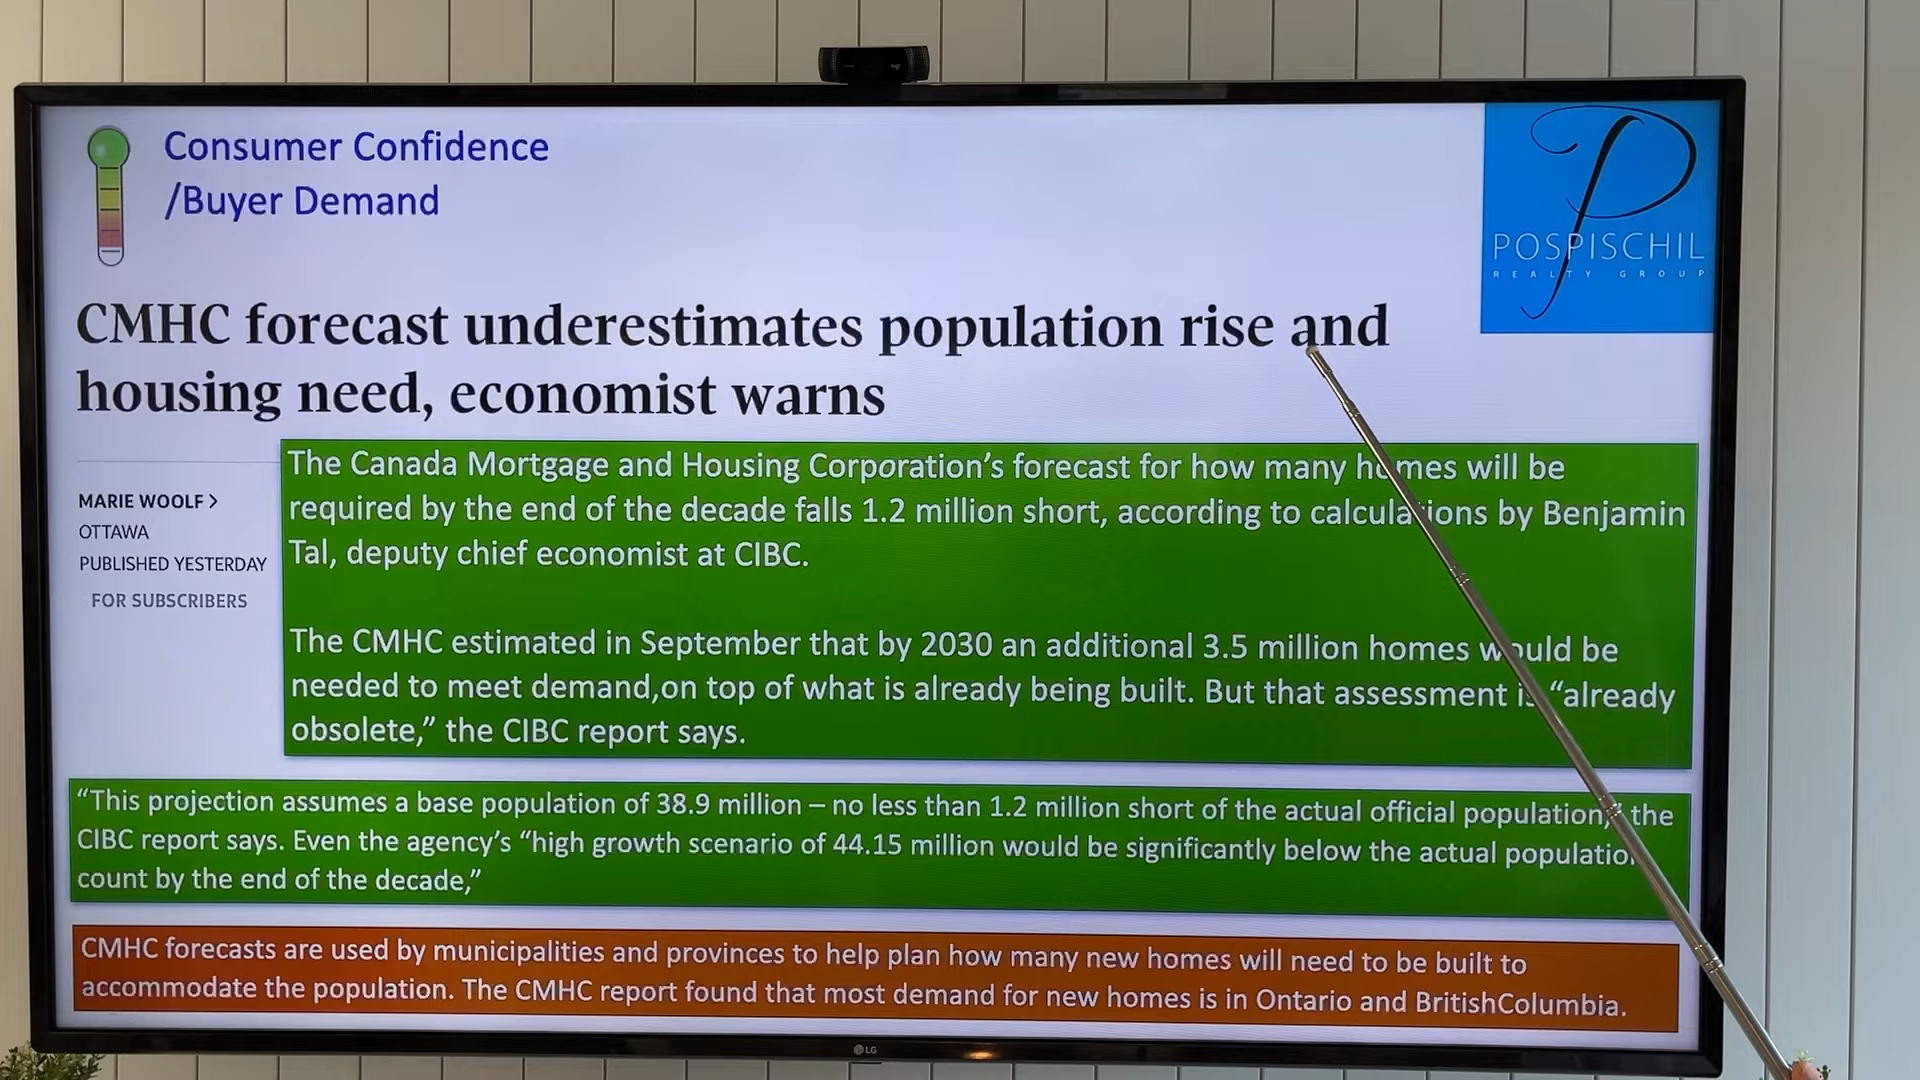 Consumer Confidence
/Buyer Demand
POSPISCHIL
REALTY GROUP
CMHC forecast underestimates population rise and
housing need, economist warns
MARIE WOOLF >
OTTAWA
PUBLISHED YESTERDAY
FOR SUBSCRIBERS
The Canada Mortgage and Housing Corporation’s forecast for how many homes will be
required by the end of the decade falls 1.2 million short, according to calculations by Benjamin
Tal, deputy chief economist at CIBC.
The CMHC estimated in September that by 2030 an additional 3.5 million homes would be
needed to meet demand,on top of what is already being built. But that assessment is “already
obsolete,” the CIBC report says.
“This projection assumes a base population of 38.9 million – no less than 1.2 million short of the actual official population,” the
CIBC report says. Even the agency’s “high growth scenario of 44.15 million would be significantly below the actual population
count by the end of the decade,”
CMHC forecasts are used by municipalities and provinces to help plan how many new homes will need to be built to
accommodate the population. The CMHC report found that most demand for new homes is in Ontario and BritishColumbia.
LG